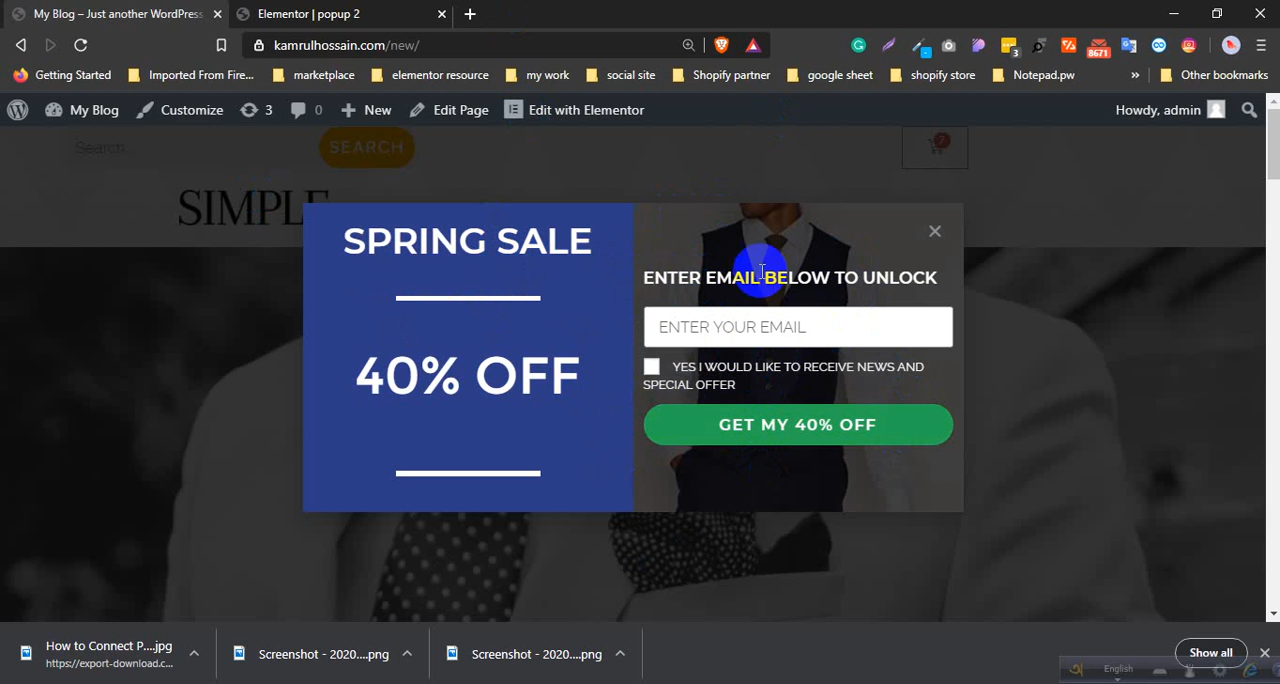 My Blog – Just another WordPress
Elementor | popup 2
kamrulhossain.com/new/
3
8671
Getting Started
Imported From Fire...
marketplace
elementor resource
my work
social site
Shopify partner
google sheet
shopify store
Notepad.pw
»
Other bookmarks
My Blog
Customize
3
0
New
Edit Page
Edit with Elementor
Howdy, admin
Search
SEARCH
SIMPLE
SPRING SALE
40% OFF
ENTER EMAIL BELOW TO UNLOCK
ENTER YOUR EMAIL
YES I WOULD LIKE TO RECEIVE NEWS AND
SPECIAL OFFER
GET MY 40% OFF
How to Connect P....jpg
https://export-download.c...
Screenshot - 2020....png
Screenshot - 2020....png
Show all
English